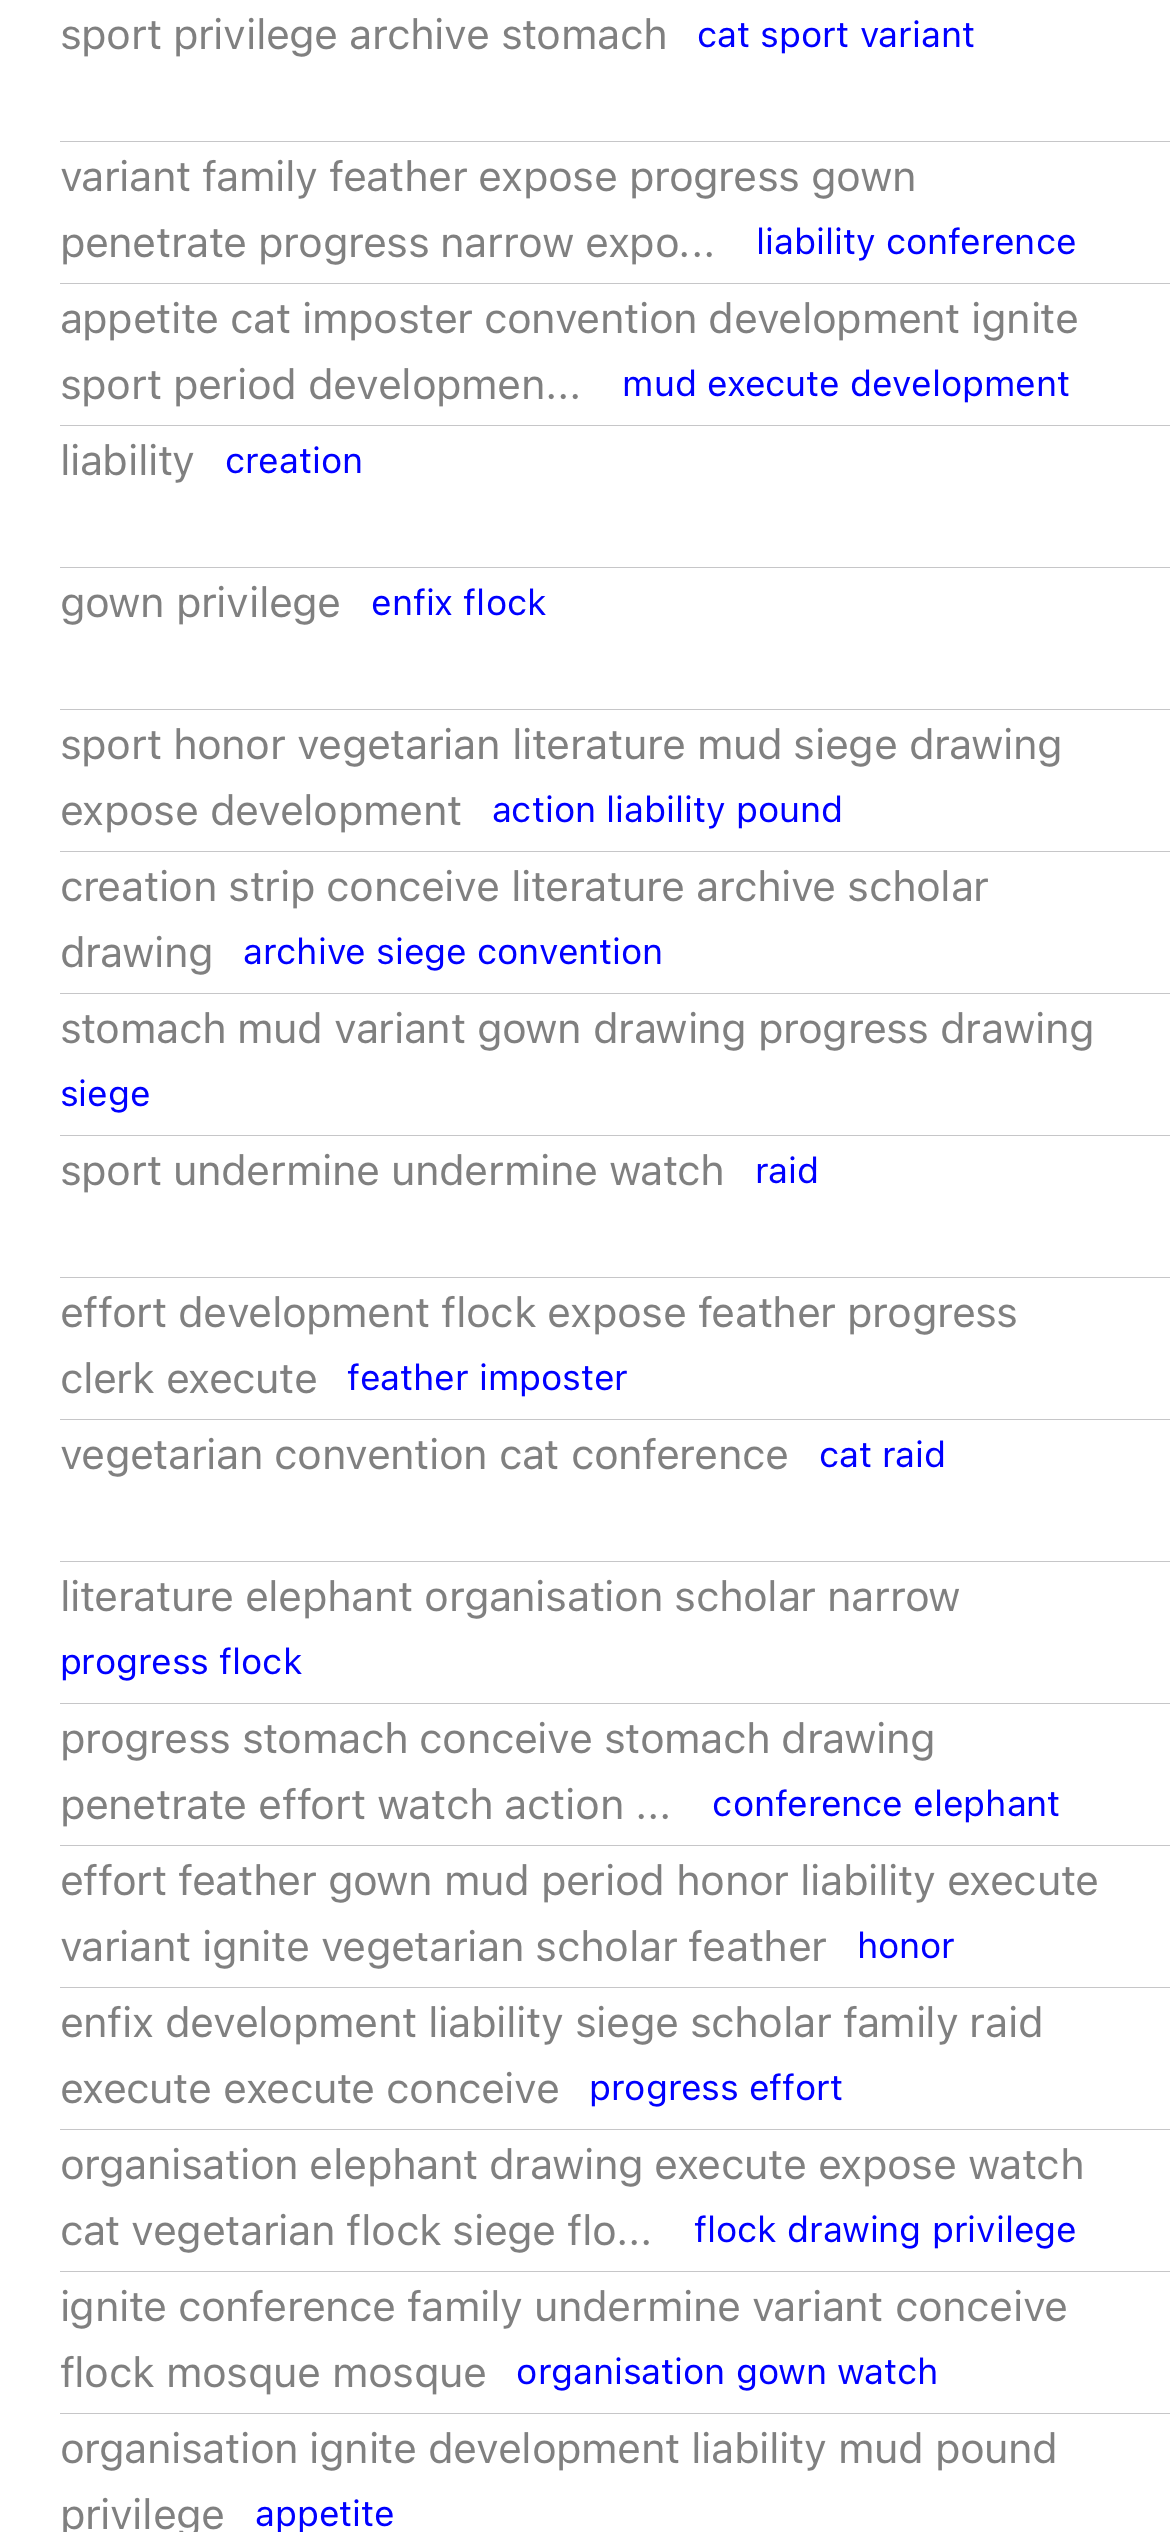 sport privilege archive stomach cat sport variant
variant family feather expose progress gown
penetrate progress narrow expo... liability conference
appetite cat imposter convention development ignite
sport period developmen... mud execute development
liability creation
gown privilege enfix flock
sport honor vegetarian literature mud siege drawing
expose development action liability pound
creation strip conceive literature archive scholar
drawing archive siege convention
stomach mud variant gown drawing progress drawing
siege
sport undermine undermine watch raid
effort development flock expose feather progress
clerk execute feather imposter
vegetarian convention cat conference cat raid
literature elephant organisation scholar narrow
progress flock
progress stomach conceive stomach drawing
penetrate effort watch action ... conference elephant
effort feather gown mud period honor liability execute
variant ignite vegetarian scholar feather honor
enfix development liability siege scholar family raid
execute execute conceive progress effort
organisation elephant drawing execute expose watch
cat vegetarian flock siege flo... flock drawing privilege
ignite conference family undermine variant conceive
flock mosque mosque organisation gown watch
organisation ignite development liability mud pound
privilege appetite